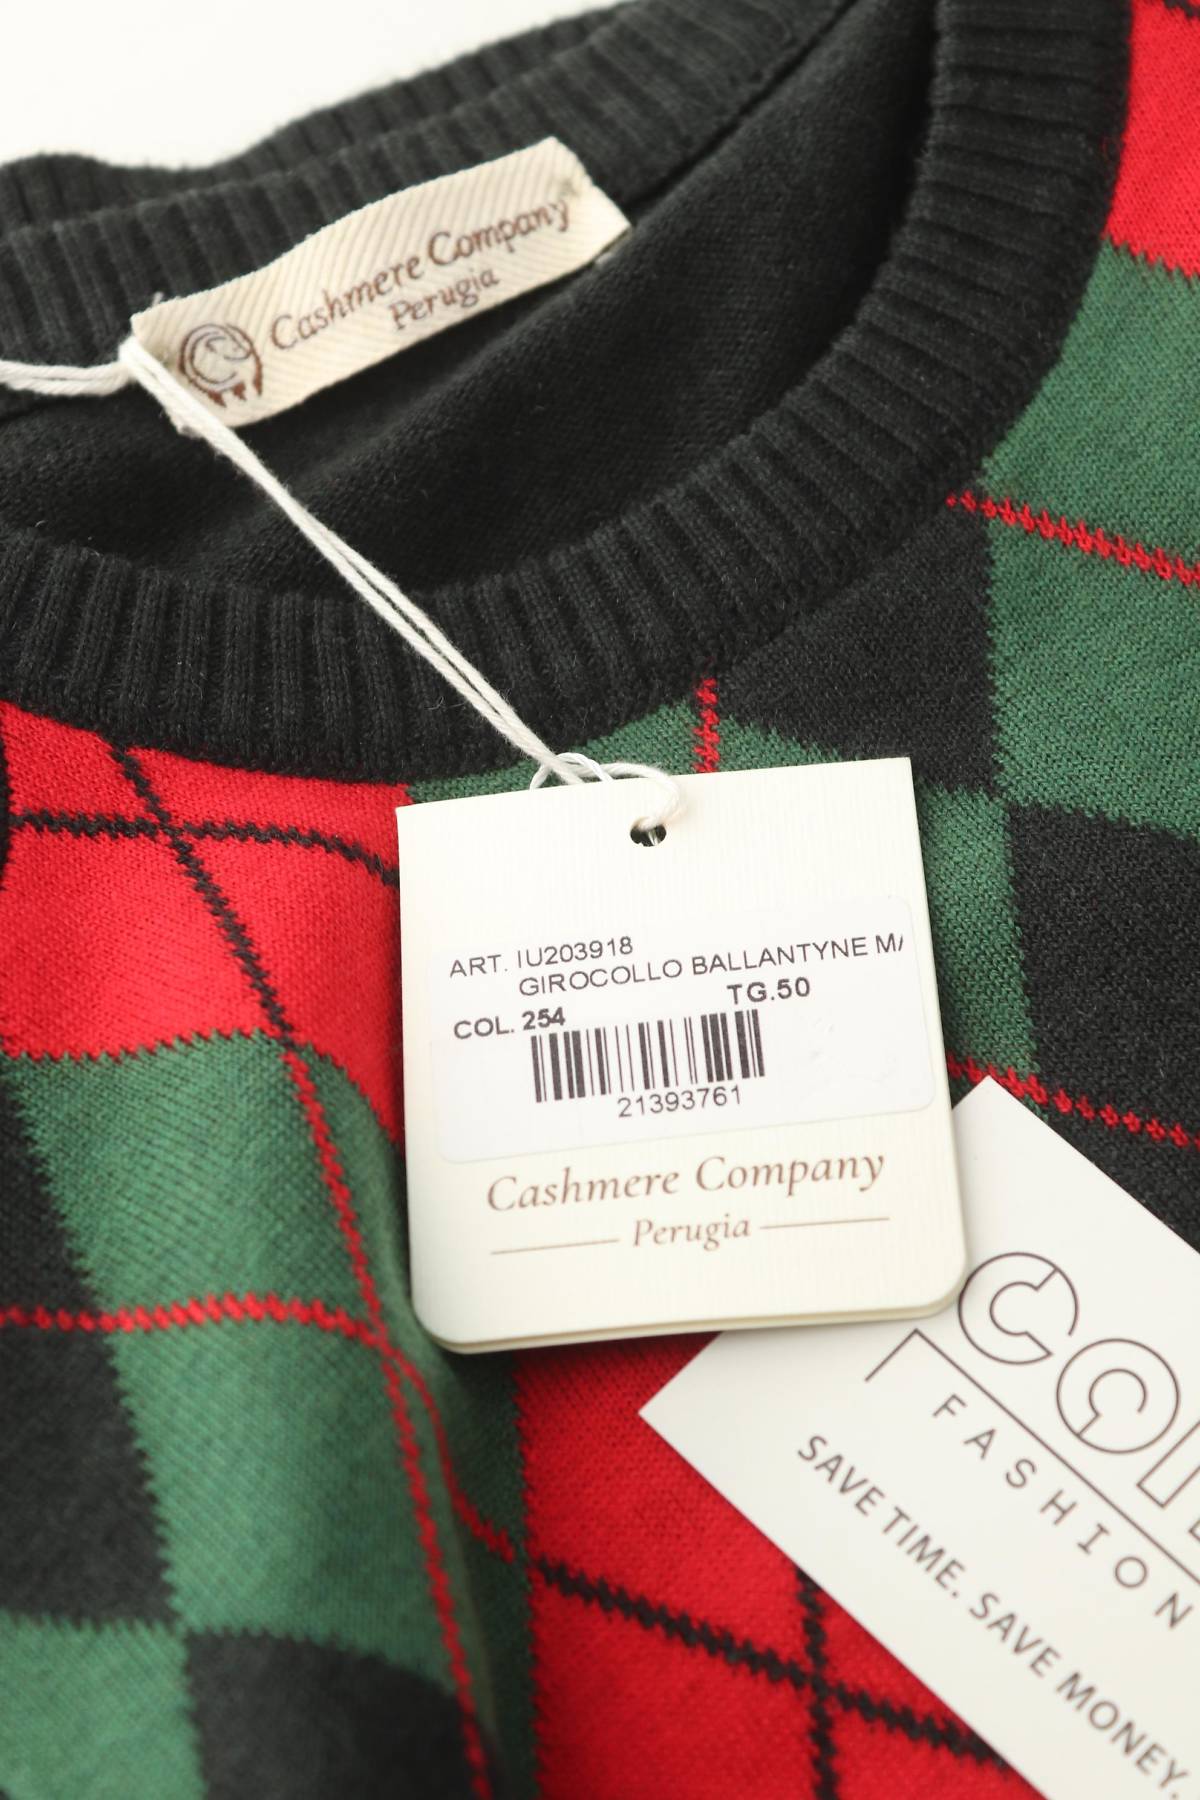 Cashmere Company
Perugia
ART. IU203918
GIROCOLLO BALLANTYNE
COL. 254
TG.50
21393761
Cashmere Company
Perugia
FASHION
SAVE TIME. SAVE MONEY.